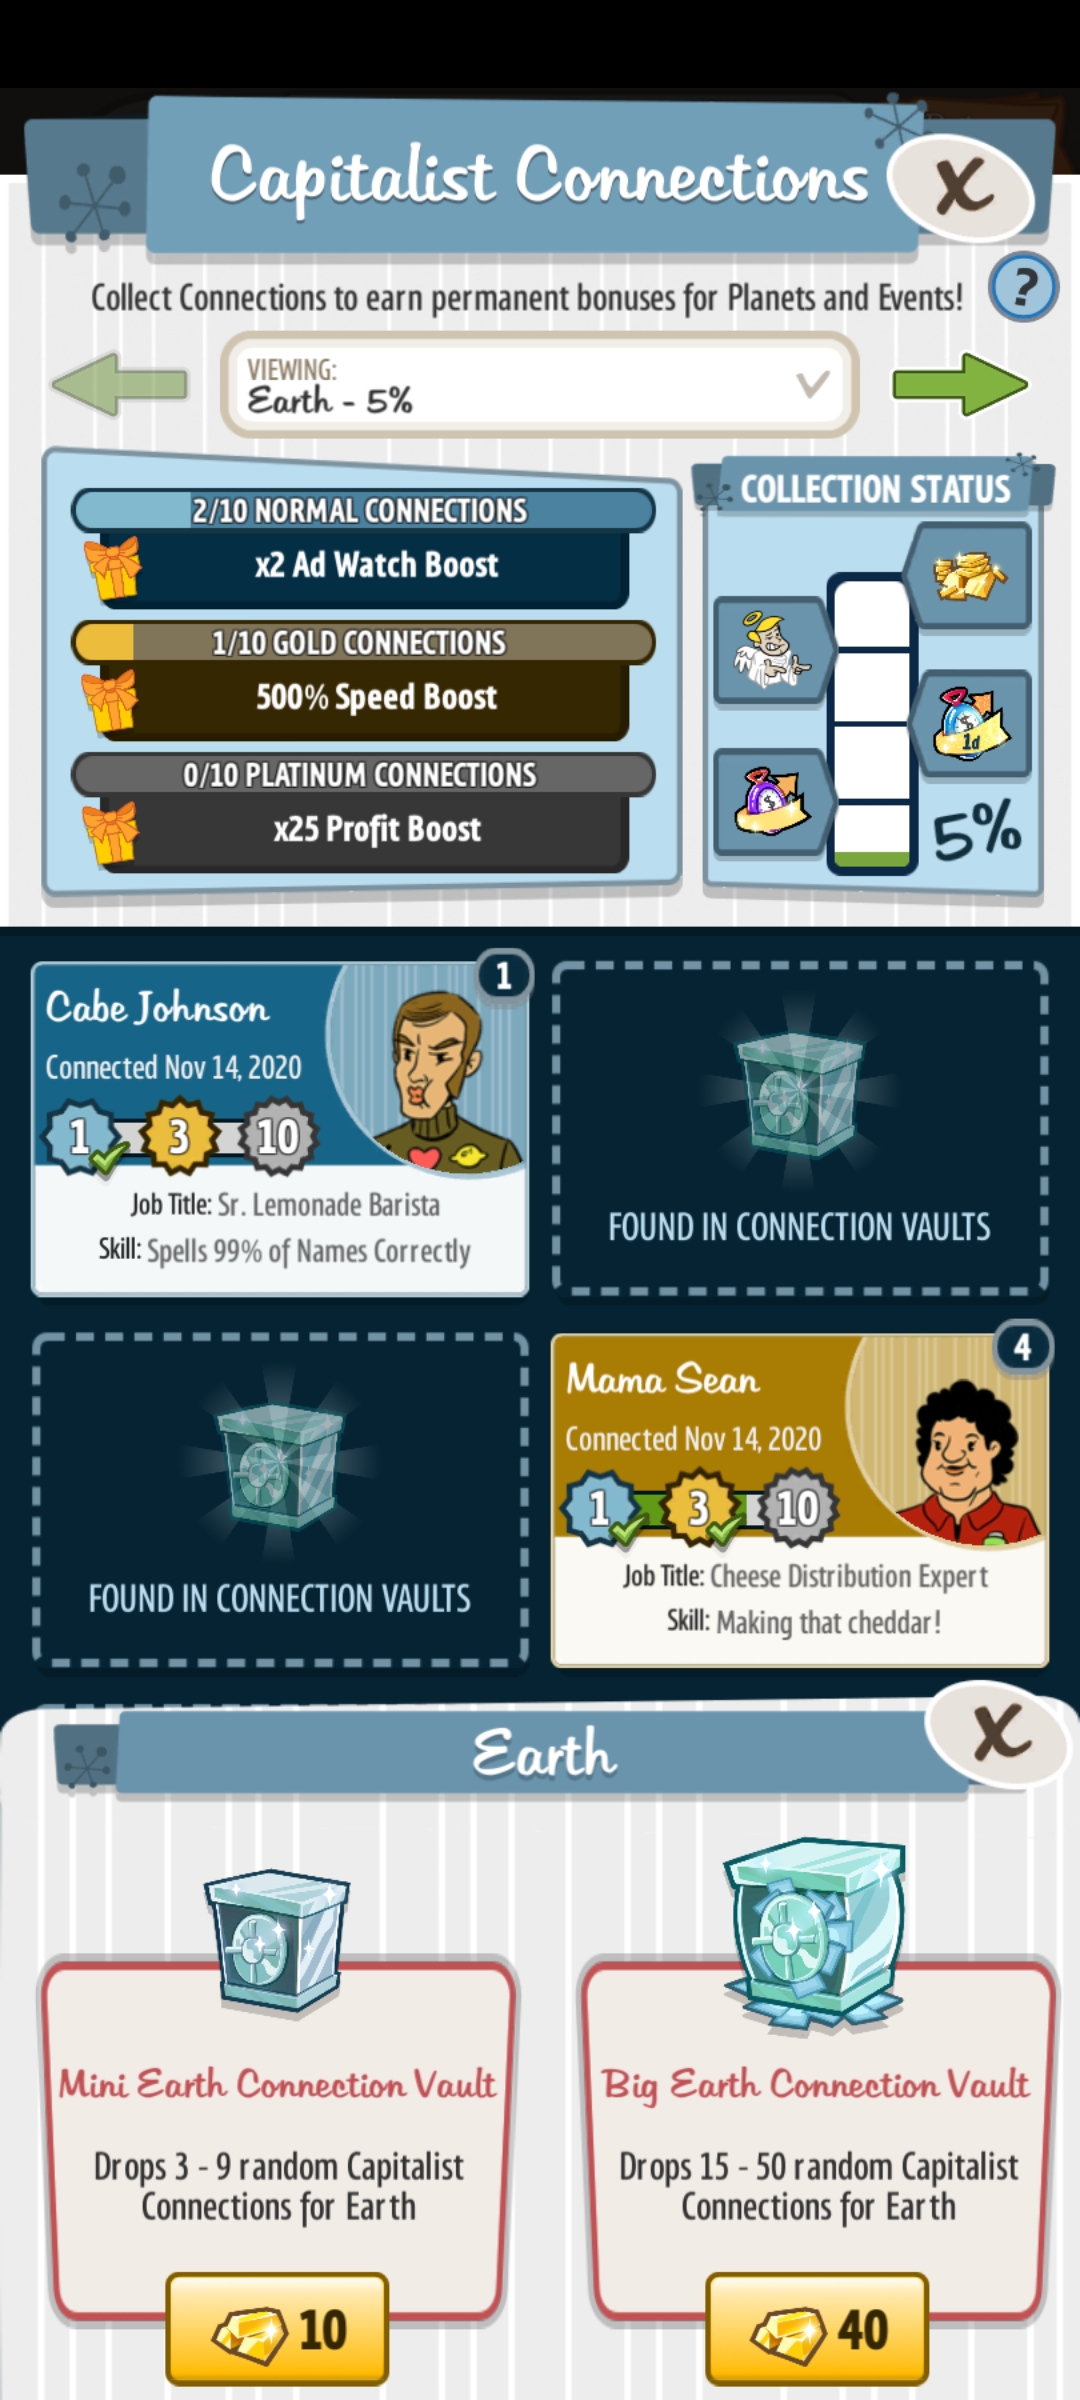 Capitalist Connections
X
Collect Connections to earn permanent bonuses for Planets and Events!
?
VIEWING:
Earth - 5%
2/10 NORMAL CONNECTIONS
x2 Ad Watch Boost
1/10 GOLD CONNECTIONS
500% Speed Boost
0/10 PLATINUM CONNECTIONS
x25 Profit Boost
COLLECTION STATUS
1d
5%
1
Cabe Johnson
Connected Nov 14, 2020
1 3 10
Job Title: Sr. Lemonade Barista
Skill: Spells 99% of Names Correctly
FOUND IN CONNECTION VAULTS
FOUND IN CONNECTION VAULTS
4
Mama Sean
Connected Nov 14, 2020
1 3 10
Job Title: Cheese Distribution Expert
Skill: Making that cheddar!
Earth
X
Mini Earth Connection Vault
Drops 3 - 9 random Capitalist
Connections for Earth
10
Big Earth Connection Vault
Drops 15 - 50 random Capitalist
Connections for Earth
40